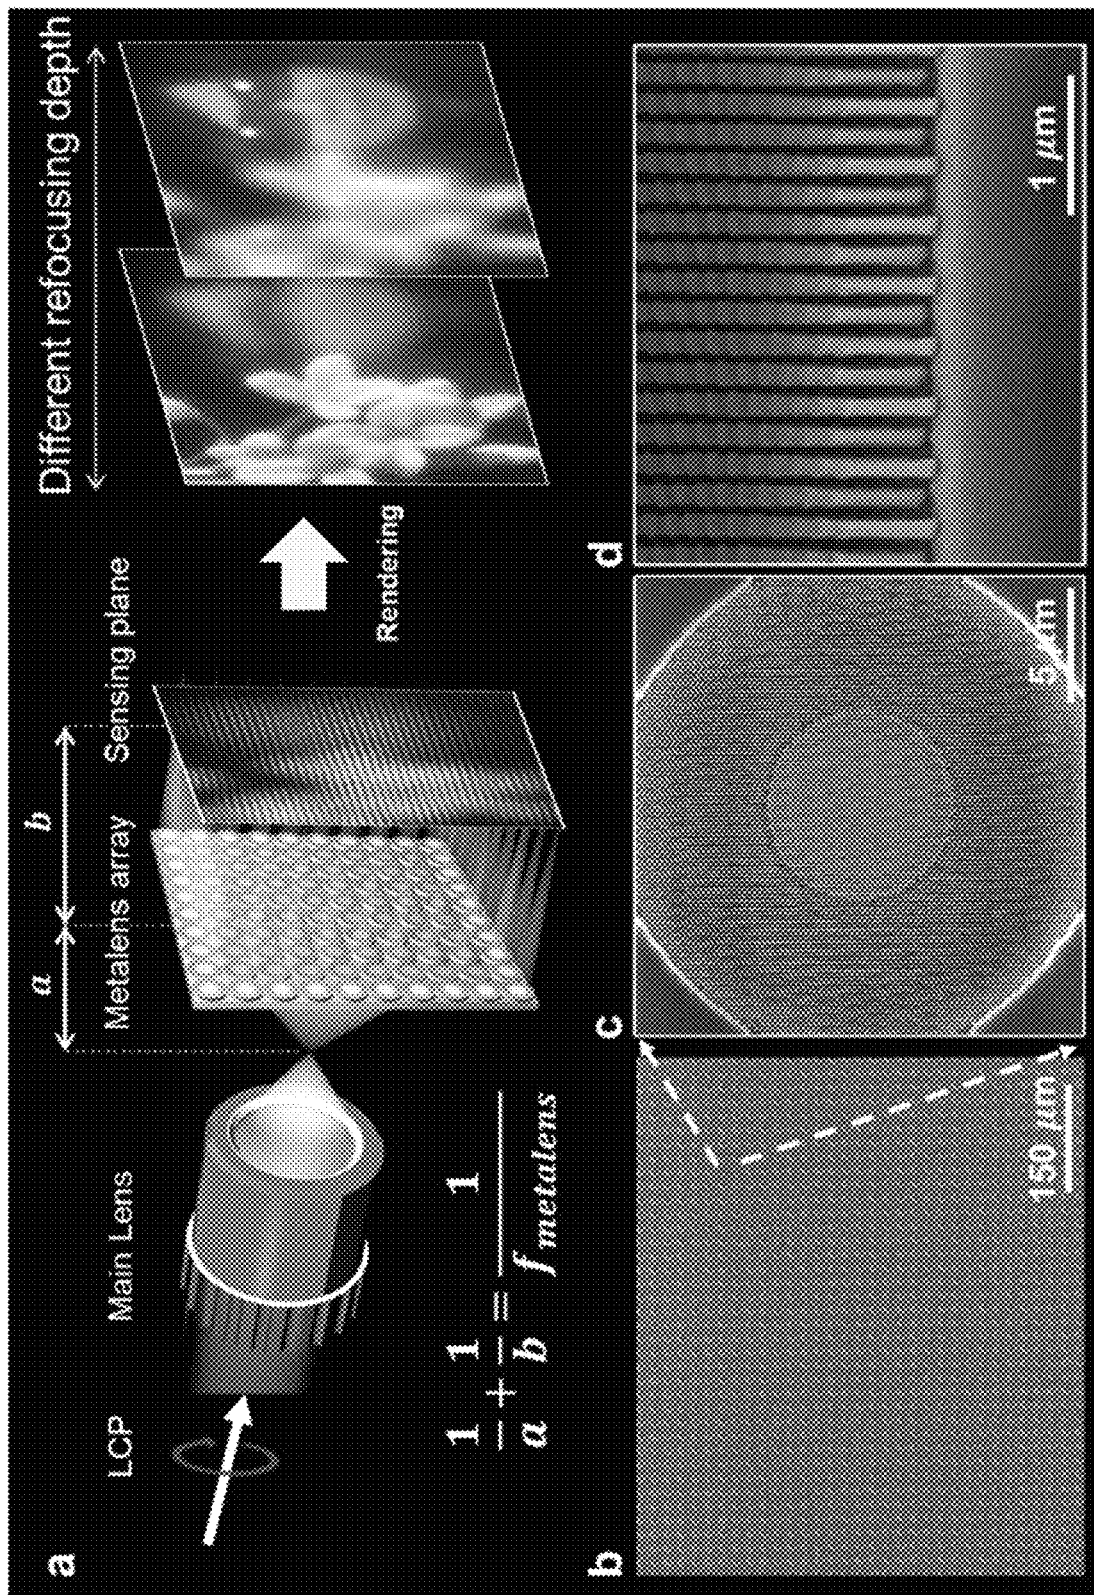 a
LCP
Main Lens
a
b
Metalens array
Sensing plane
Different refocusing depth
Rendering
1/a + 1/b = 1/f metalens
b
150 μm
c
5 μm
d
1 μm